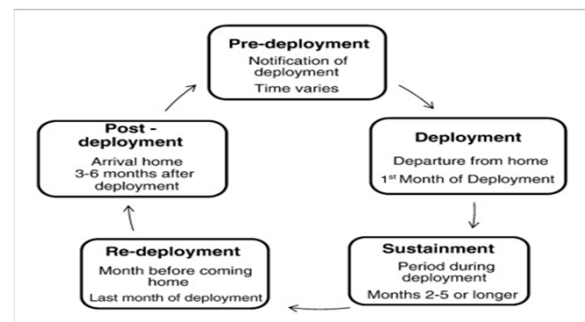 Pre-deployment
Notification of
deployment
Time varies
Deployment
Departure from home
1st Month of Deployment
Sustainment
Period during
deployment
Months 2-5 or longer
Re-deployment
Month before coming
home
Last month of deployment
Post -
deployment
Arrival home
3-6 months after
deployment